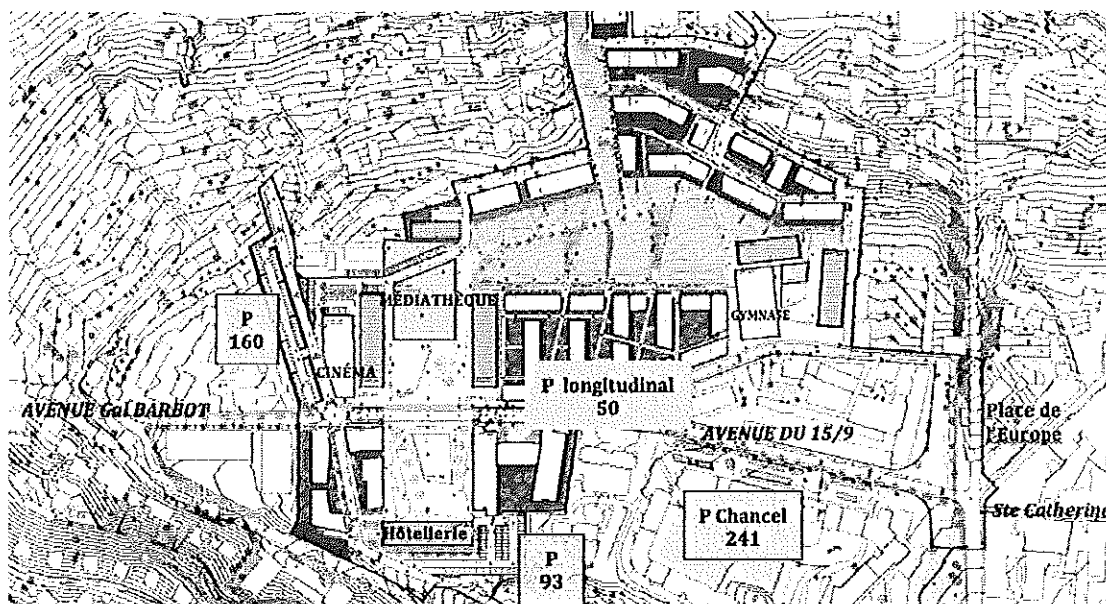 MÉDIATHÈQUE
P
160
GYMNASE
CINÉMA
P longitudinal
50
AVENUE Gal BARBOT
Place de
l'Europe
AVENUE DU 15/9
P Chancel
241
Ste Catherine
Hôtellerie
P
93